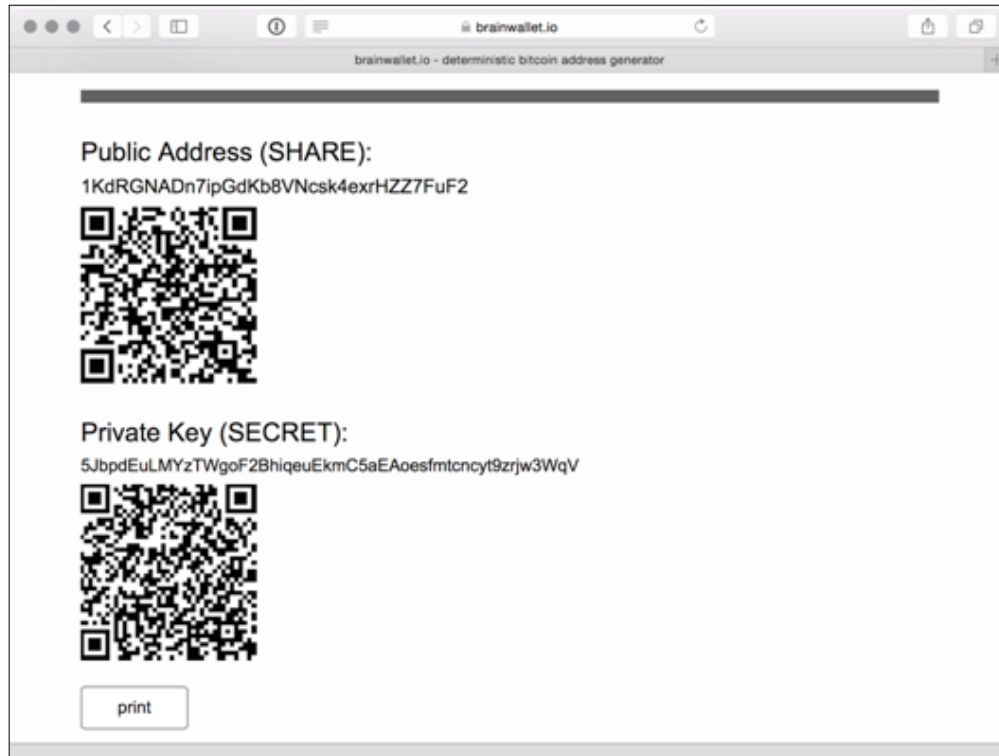 brainwallet.io
brainwallet.io - deterministic bitcoin address generator
Public Address (SHARE):
1KdRGNADn7ipGdKb8VNcsk4exrHZZ7FuF2
Private Key (SECRET):
5JbpdEuLMYzTWgoF2BhiqeuEkmC5aEAoesfmtcncyt9zrjw3WqV
print